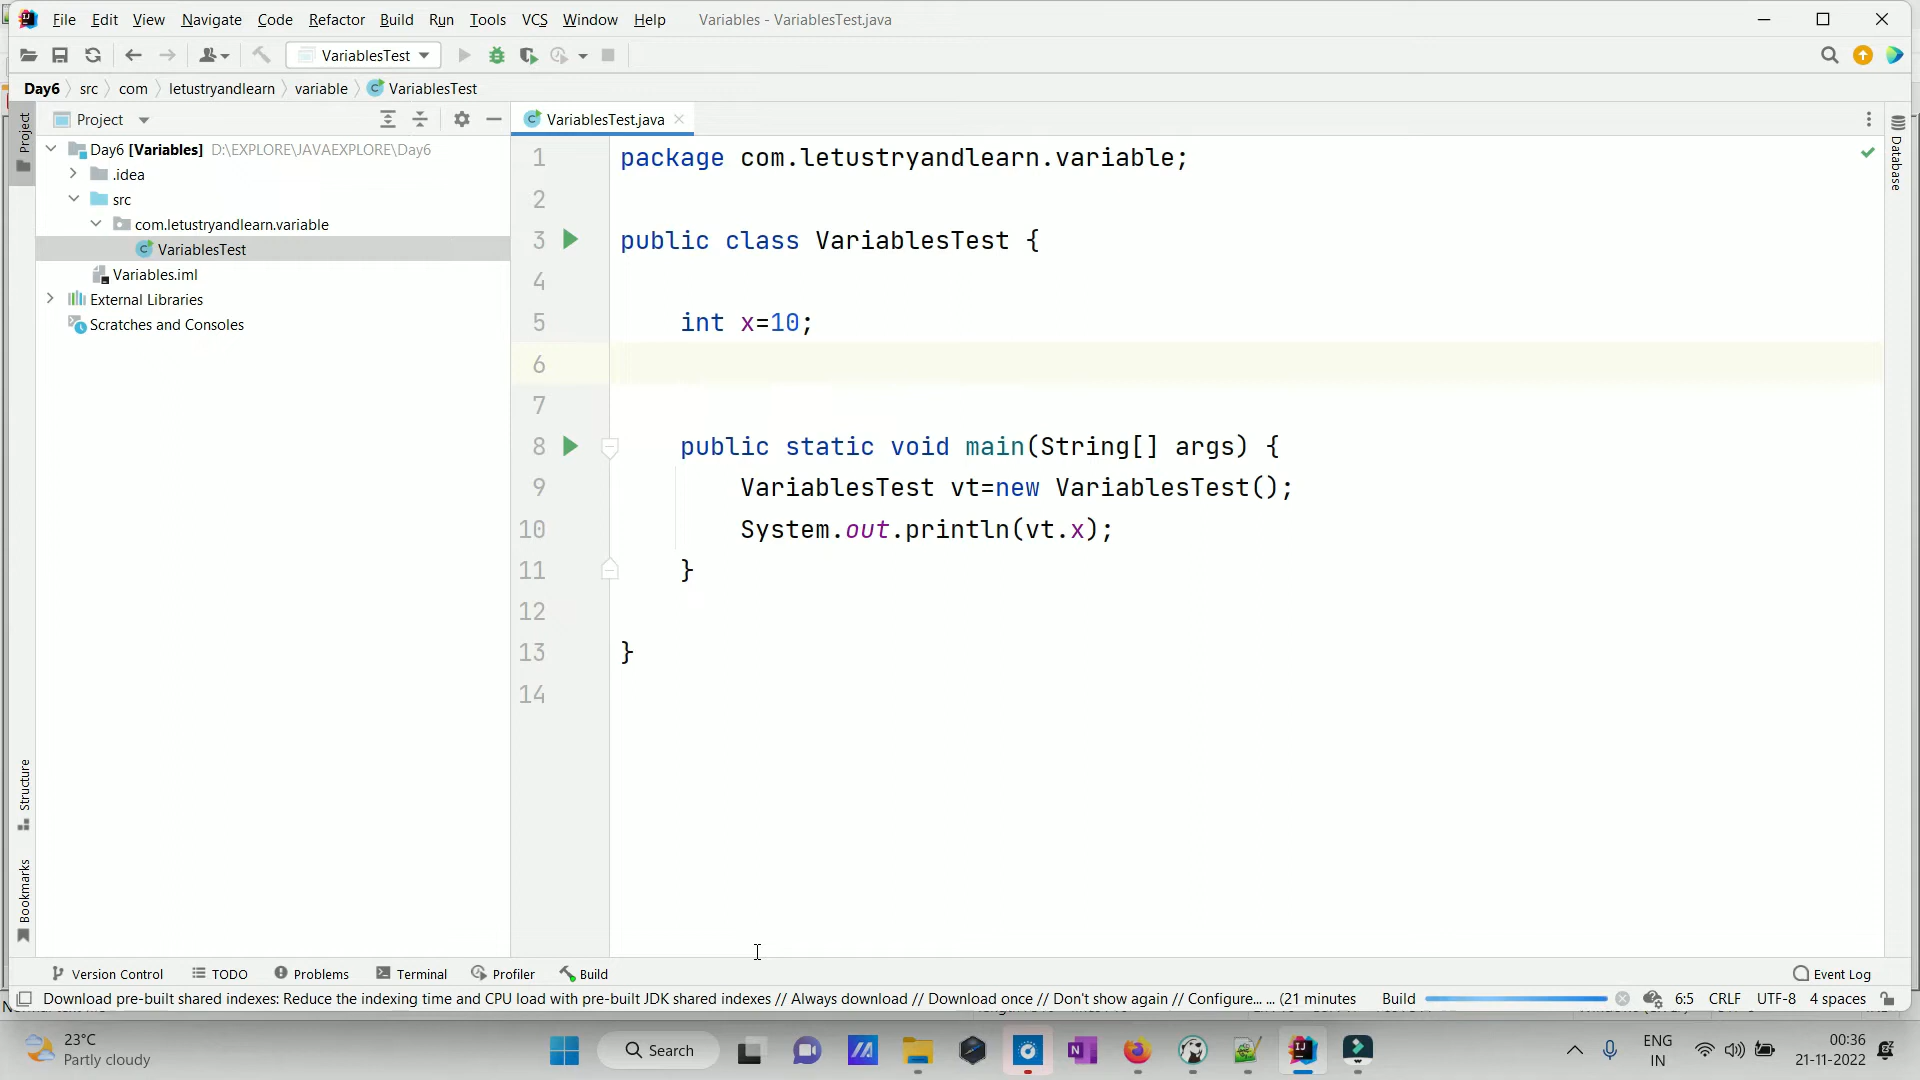 File Edit View Navigate Code Refactor Build Run Tools VCS Window Help Variables - VariablesTest.java
VariablesTest
Day6 src com letustryandlearn variable VariablesTest
Project
Project
VariablesTest.java
Database
Day6 [Variables] D:\EXPLORE\JAVAEXPLORE\Day6
.idea
src
com.letustryandlearn.variable
VariablesTest
Variables.iml
External Libraries
Scratches and Consoles
1 package com.letustryandlearn.variable;
2
3 public class VariablesTest {
4
5 int x=10;
6
7
8 public static void main(String[] args) {
9 VariablesTest vt=new VariablesTest();
10 System.out.println(vt.x);
11 }
12
13 }
14
Structure
Bookmarks
Version Control TODO Problems Terminal Profiler Build Event Log
Download pre-built shared indexes: Reduce the indexing time and CPU load with pre-built JDK shared indexes // Always download // Download once // Don't show again // Configure... ... (21 minutes Build 6:5 CRLF UTF-8 4 spaces
23°C
Partly cloudy
Search
ENG
IN
00:36
21-11-2022